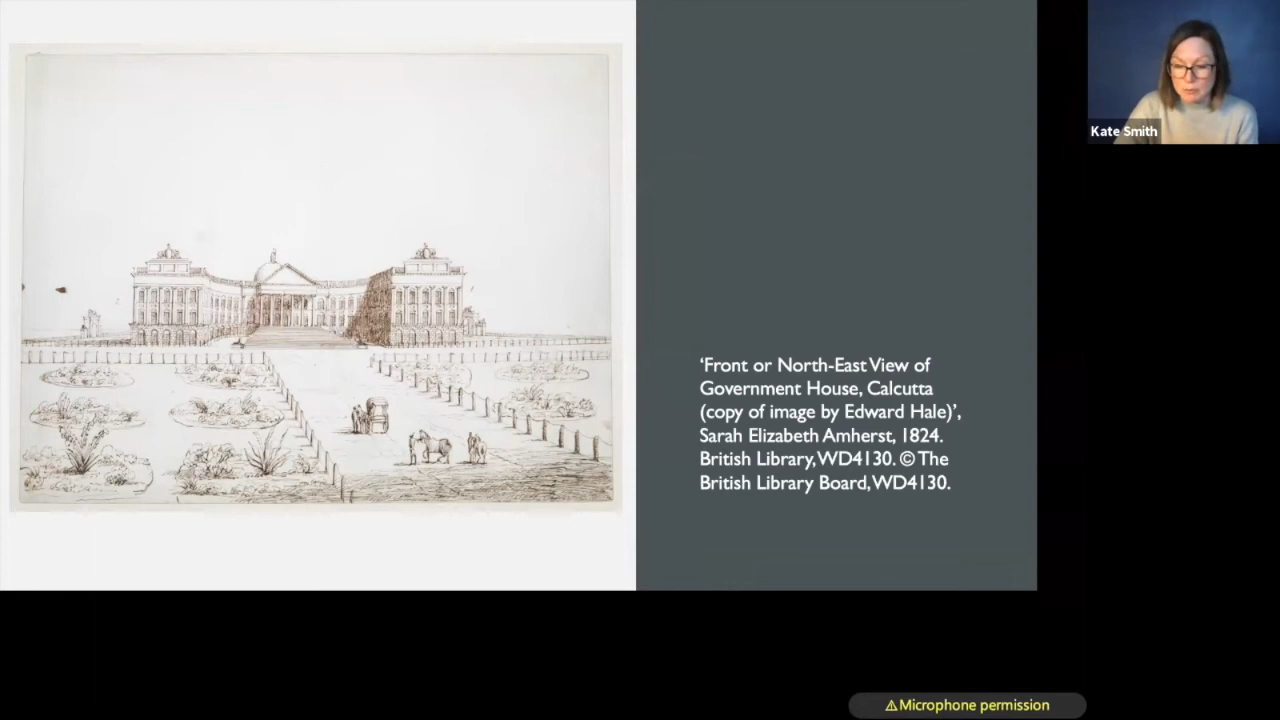 Kate Smith
‘Front or North-East View of
Government House, Calcutta
(copy of image by Edward Hale)’,
Sarah Elizabeth Amherst, 1824.
British Library, WD4130. © The
British Library Board, WD4130.
⚠Microphone permission